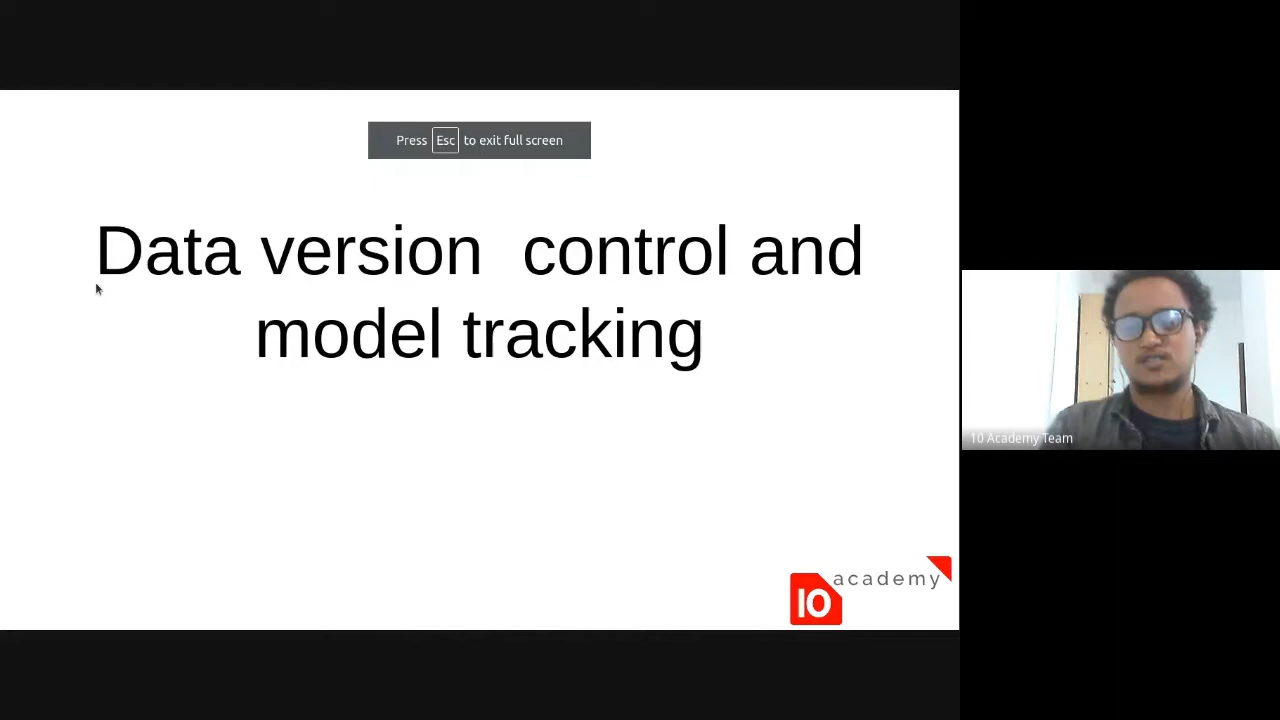 Press Esc to exit full screen
Data version control and
model tracking
10 Academy Team
10 academy